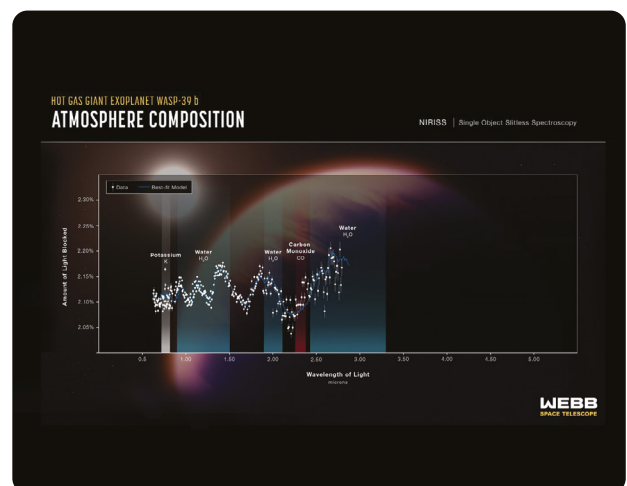 HOT GAS GIANT EXOPLANET WASP-39 b
ATMOSPHERE COMPOSITION
NIRISS | Single Object Slitless Spectroscopy
Data Best-fit Model
Amount of Light Blocked
2.30%
2.25%
2.20%
2.15%
2.10%
2.05%
Potassium
K
Water
H₂O
Water
H₂O
Carbon
Monoxide
CO
Water
H₂O
0.5 1.00 1.50 2.00 2.50 3.00 3.50 4.00 4.50 5.00
Wavelength of Light
microns
WEBB
SPACE TELESCOPE